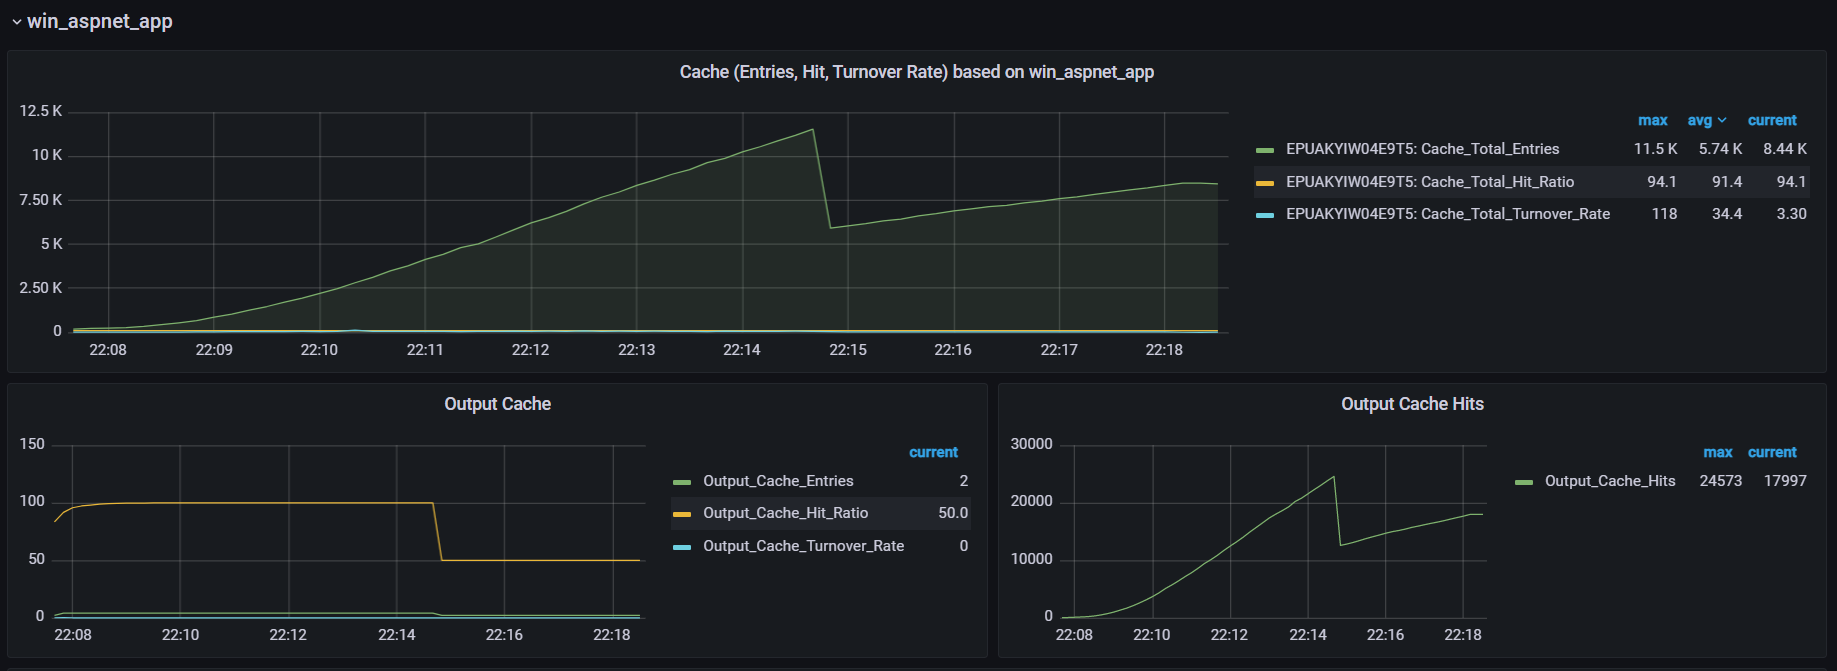 win_aspnet_app
Cache (Entries, Hit, Turnover Rate) based on win_aspnet_app
12.5 K
10 K
7.50 K
5 K
2.50 K
0
22:08 22:09 22:10 22:11 22:12 22:13 22:14 22:15 22:16 22:17 22:18
max avg current
EPUAKYIW04E9T5: Cache_Total_Entries 11.5 K 5.74 K 8.44 K
EPUAKYIW04E9T5: Cache_Total_Hit_Ratio 94.1 91.4 94.1
EPUAKYIW04E9T5: Cache_Total_Turnover_Rate 118 34.4 3.30
Output Cache
150
100
50
0
22:08 22:10 22:12 22:14 22:16 22:18
current
Output_Cache_Entries 2
Output_Cache_Hit_Ratio 50.0
Output_Cache_Turnover_Rate 0
Output Cache Hits
30000
20000
10000
0
22:08 22:10 22:12 22:14 22:16 22:18
max current
Output_Cache_Hits 24573 17997